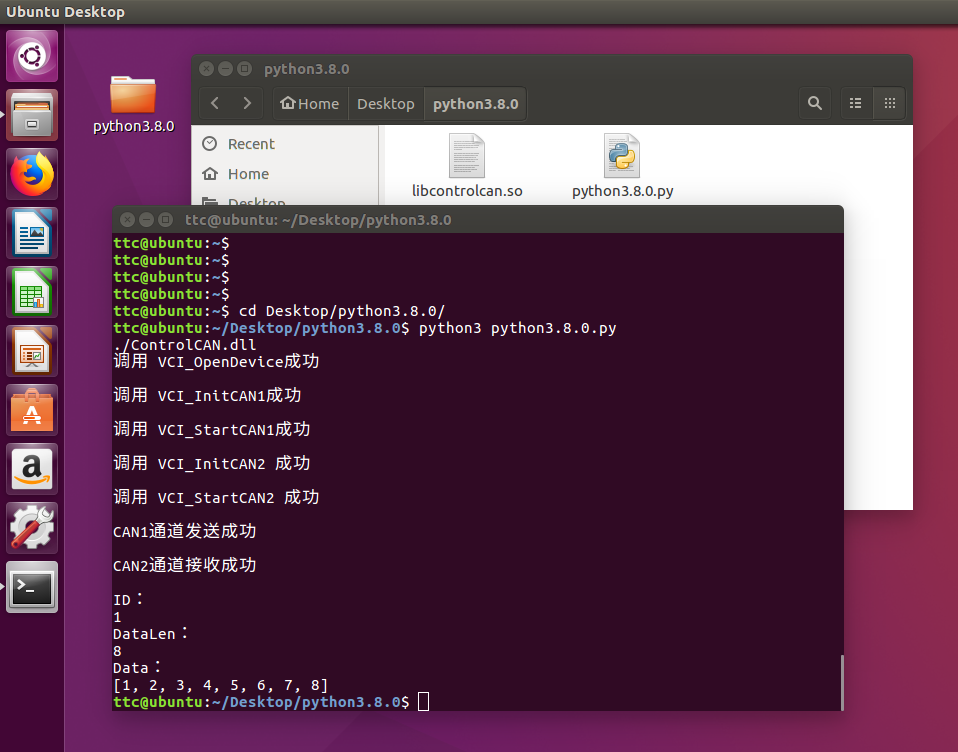 Ubuntu Desktop
python3.8.0
python3.8.0
Home
Desktop
python3.8.0
Recent
Home
Desktop
libcontrolcan.so
python3.8.0.py
ttc@ubuntu: ~/Desktop/python3.8.0
ttc@ubuntu:~$
ttc@ubuntu:~$
ttc@ubuntu:~$
ttc@ubuntu:~$
ttc@ubuntu:~$ cd Desktop/python3.8.0/
ttc@ubuntu:~/Desktop/python3.8.0$ python3 python3.8.0.py
./ControlCAN.dll
调用 VCI_OpenDevice成功
调用 VCI_InitCAN1成功
调用 VCI_StartCAN1成功
调用 VCI_InitCAN2 成功
调用 VCI_StartCAN2 成功
CAN1通道发送成功
CAN2通道接收成功
ID：
1
DataLen：
8
Data：
[1, 2, 3, 4, 5, 6, 7, 8]
ttc@ubuntu:~/Desktop/python3.8.0$